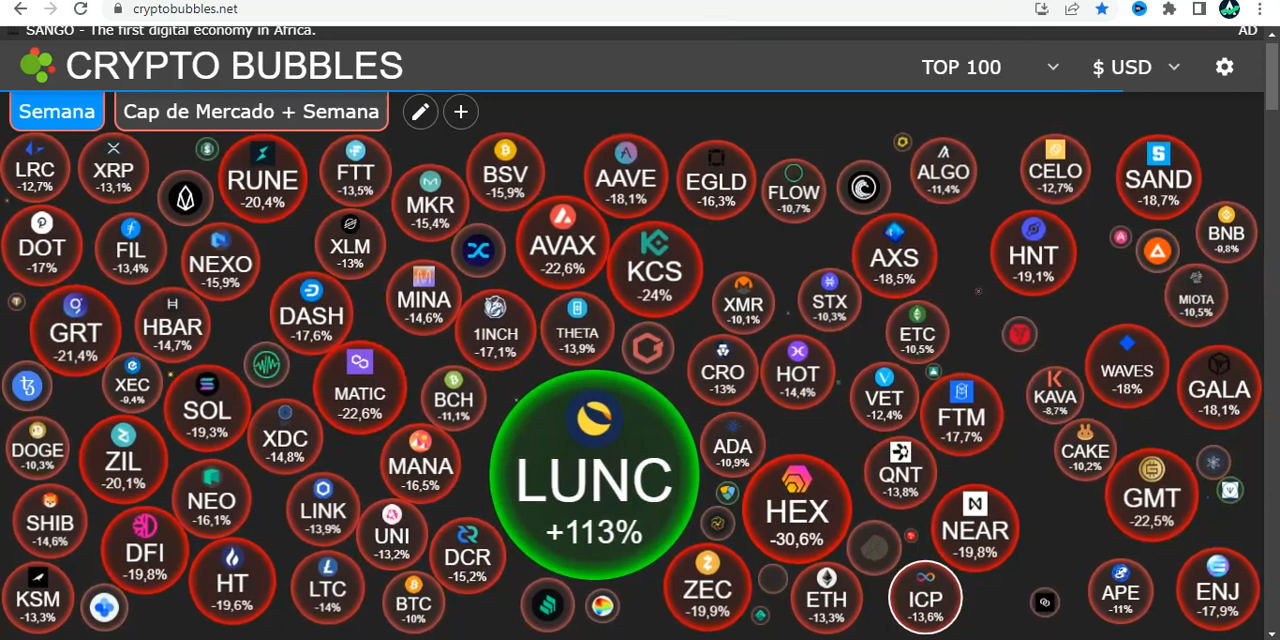 cryptobubbles.net
SANGO - The first digital economy in Africa.
AD
CRYPTO BUBBLES
TOP 100
$ USD
Semana
Cap de Mercado + Semana
LRC
-12,7%
XRP
-13,1%
RUNE
-20,4%
FTT
-13,5%
MKR
-15,4%
BSV
-15,9%
AAVE
-18,1%
EGLD
-16,3%
FLOW
-10,7%
ALGO
-11,4%
CELO
-12,7%
SAND
-18,7%
DOT
-17%
FIL
-13,4%
NEXO
-15,9%
XLM
-13%
AVAX
-22,6%
KCS
-24%
AXS
-18,5%
HNT
-19,1%
BNB
-9,8%
GRT
-21,4%
HBAR
-14,7%
DASH
-17,6%
MINA
-14,6%
1INCH
-17,1%
THETA
-13,9%
XMR
-10,1%
STX
-10,3%
ETC
-10,5%
MIOTA
-10,5%
XEC
-9,4%
SOL
-19,3%
MATIC
-22,6%
BCH
-11,1%
CRO
-13%
HOT
-14,4%
VET
-12,4%
FTM
-17,7%
KAVA
-8,7%
WAVES
-18%
GALA
-18,1%
DOGE
-10,3%
ZIL
-20,1%
XDC
-14,8%
MANA
-16,5%
LUNC
+113%
ADA
-10,9%
QNT
-13,8%
CAKE
-10,2%
GMT
-22,5%
SHIB
-14,6%
NEO
-16,1%
LINK
-13,9%
UNI
-13,2%
DCR
-15,2%
HEX
-30,6%
NEAR
-19,8%
DFI
-19,8%
KSM
-13,3%
HT
-19,6%
LTC
-14%
BTC
-10%
ZEC
-19,9%
ETH
-13,3%
ICP
-13,6%
APE
-11%
ENJ
-17,9%